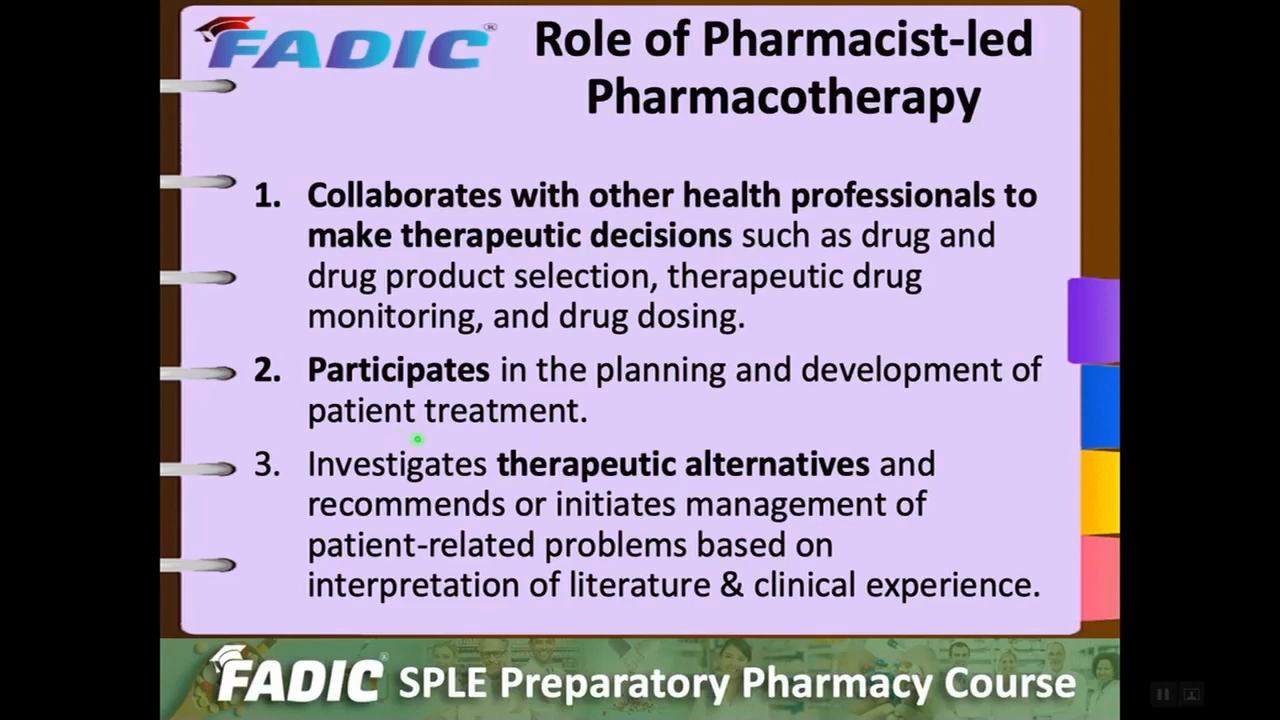 FADIC®
Role of Pharmacist-led
Pharmacotherapy
1. Collaborates with other health professionals to
make therapeutic decisions such as drug and
drug product selection, therapeutic drug
monitoring, and drug dosing.
2. Participates in the planning and development of
patient treatment.
3. Investigates therapeutic alternatives and
recommends or initiates management of
patient-related problems based on
interpretation of literature & clinical experience.
FADIC® SPLE Preparatory Pharmacy Course